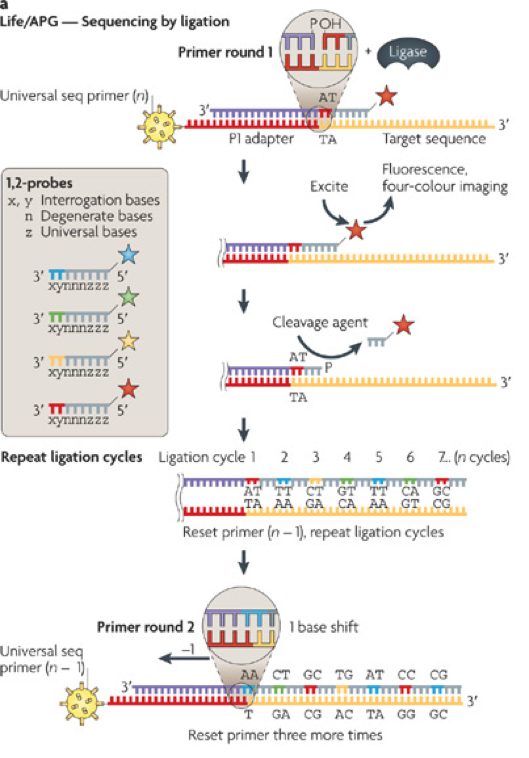 a
Life/APG — Sequencing by ligation
POH
Primer round 1
+
Ligase
Universal seq primer (n)
3′
AT
P1 adapter
TA
Target sequence
3′
1,2-probes
x, y Interrogation bases
n Degenerate bases
z Universal bases
3′ 5′
xynnnzzz
3′ 5′
xynnnzzz
3′ 5′
xynnnzzz
3′ 5′
xynnnzzz
Excite
Fluorescence,
four-colour imaging
3′
Cleavage agent
AT
P
TA
3′
Repeat ligation cycles
Ligation cycle 1 2 3 4 5 6 7... (n cycles)
AT TT CT GT TT CA GC
TA AA GA CA AA GT CG
Reset primer (n – 1), repeat ligation cycles
Primer round 2
1 base shift
Universal seq
primer (n – 1)
–1
AA CT GC TG AT CC CG
3′
3′
T GA CG AC TA GG GC
Reset primer three more times